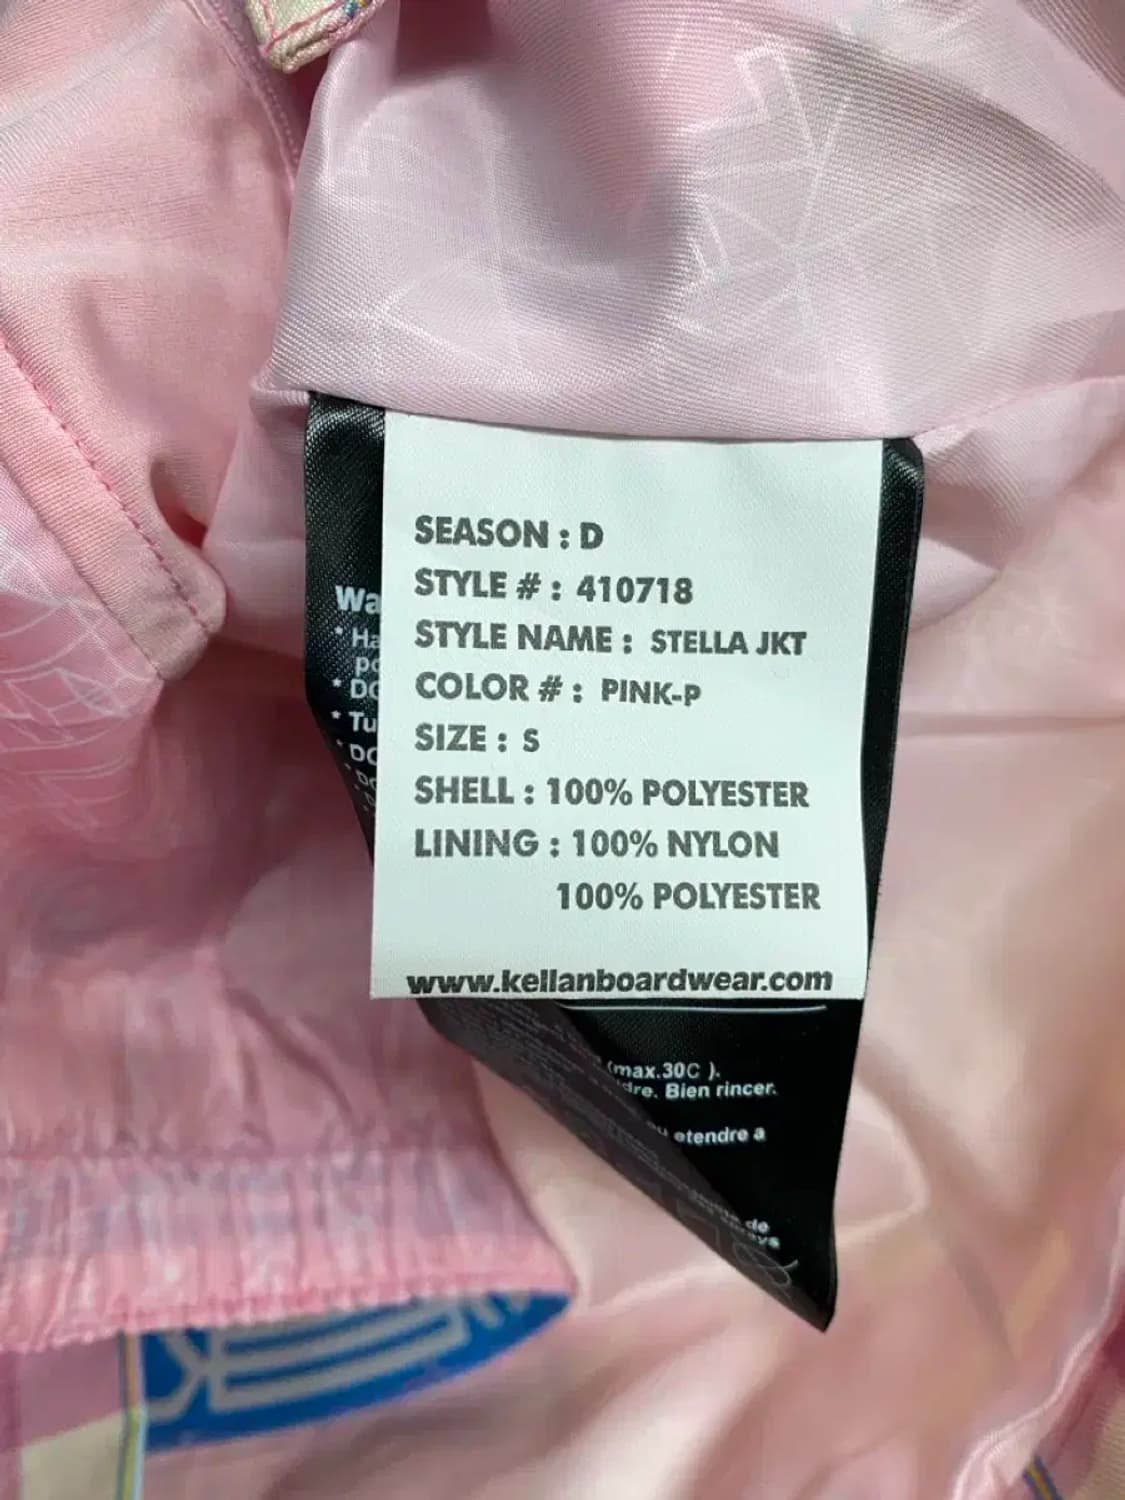 SEASON : D
STYLE # : 410718
STYLE NAME : STELLA JKT
COLOR # : PINK-P
SIZE : S
SHELL : 100% POLYESTER
LINING : 100% NYLON
100% POLYESTER
www.kellanboardwear.com
(max.30C ).
Bien rincer.
etendre a
de